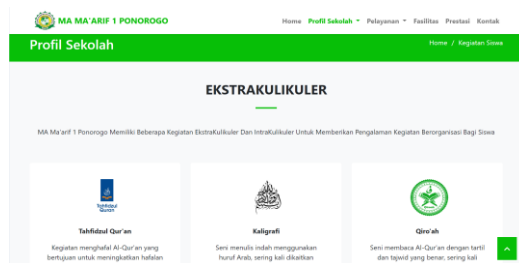 MA MA'ARIF 1 PONOROGO
Home Profil Sekolah Pelayanan Fasilitas Prestasi Kontak
Profil Sekolah
Home / Kegiatan Siswa
EKSTRAKULIKULER
MA Ma'arif 1 Ponorogo Memiliki Beberapa Kegiatan EkstraKulikuler Dan IntraKulikuler Untuk Memberikan Pengalaman Kegiatan Berorganisasi Bagi Siswa
Tahfidzul
Quran
Tahfidzul Qur'an
Kegiatan menghafal Al-Qur'an yang
bertujuan untuk meningkatkan hafalan
Kaligrafi
Seni menulis indah menggunakan
huruf Arab, sering kali dikaitkan
Qiro'ah
Seni membaca Al-Qur'an dengan tartil
dan tajwid yang benar, sering kali